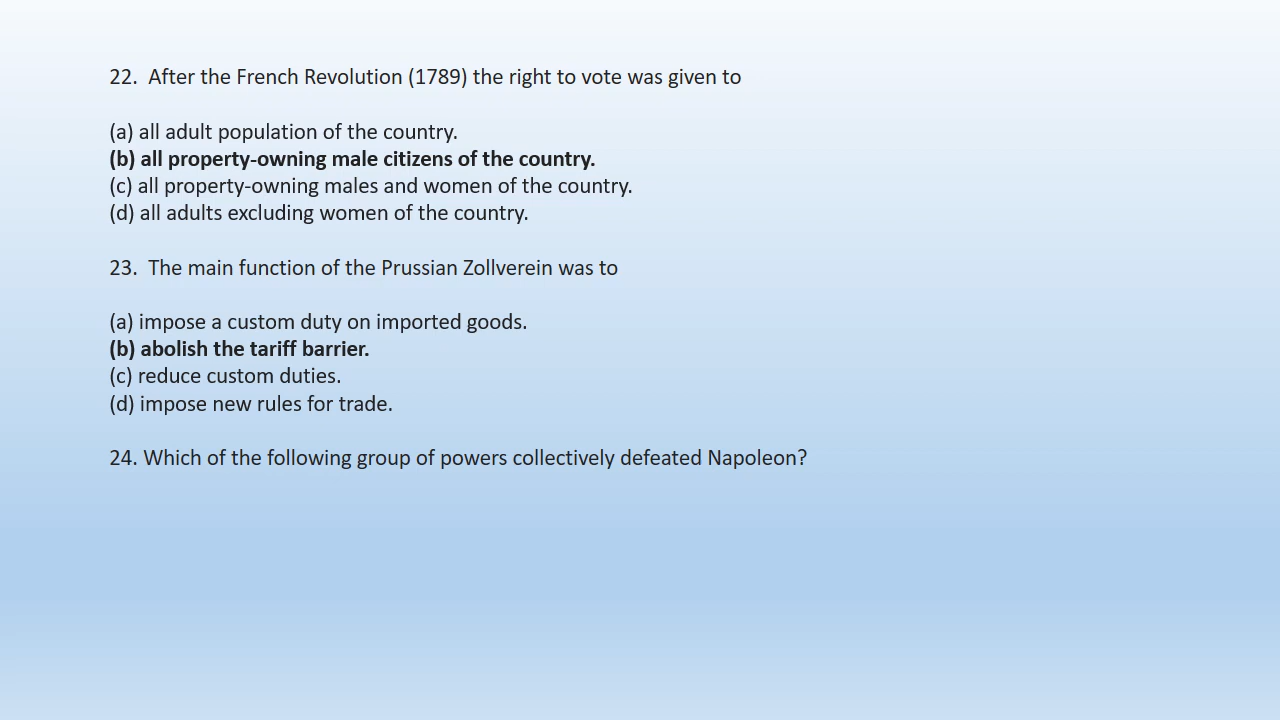 22.  After the French Revolution (1789) the right to vote was given to
(a) all adult population of the country.
(b) all property-owning male citizens of the country.
(c) all property-owning males and women of the country.
(d) all adults excluding women of the country.
23.  The main function of the Prussian Zollverein was to
(a) impose a custom duty on imported goods.
(b) abolish the tariff barrier.
(c) reduce custom duties.
(d) impose new rules for trade.
24. Which of the following group of powers collectively defeated Napoleon?